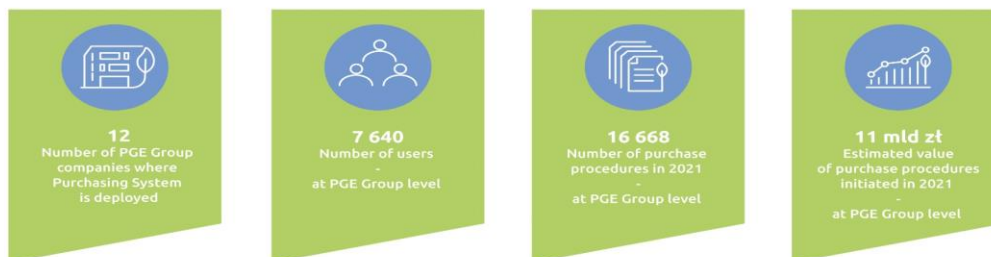 12
Number of PGE Group
companies where
Purchasing System
is deployed
7 640
Number of users
-
at PGE Group level
16 668
Number of purchase
procedures in 2021
-
at PGE Group level
11 mld zł
Estimated value
of purchase procedures
initiated in 2021
-
at PGE Group level